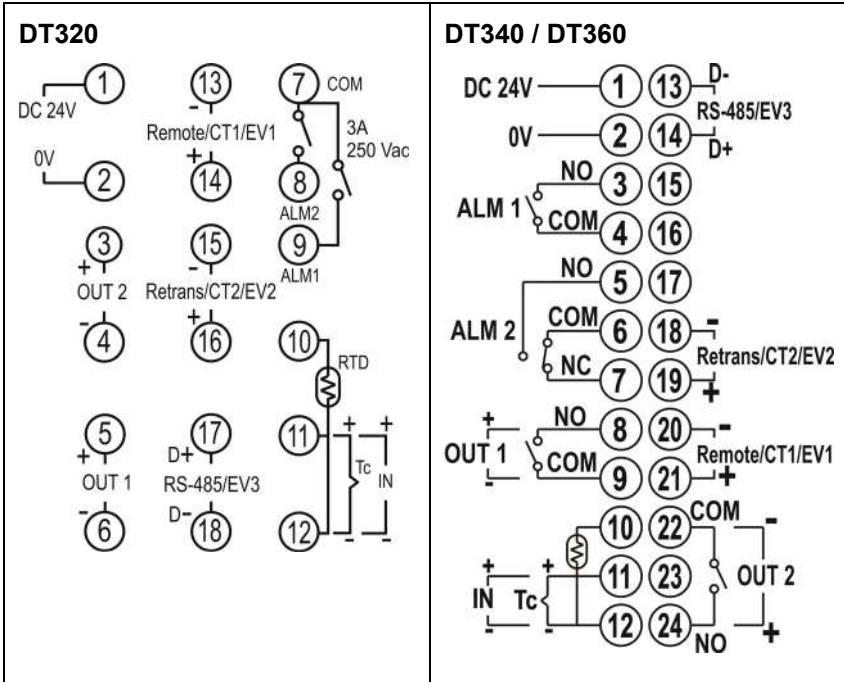 DT320
1
13
7
COM
DC 24V
-
Remote/CT1/EV1
3A
250 Vac
0V
+
2
14
8
ALM2
3
15
9
+
-
ALM1
OUT 2
Retrans/CT2/EV2
-
+
4
16
10
RTD
5
17
11
+
+
+
D+
Tc
IN
OUT 1
RS-485/EV3
-
D-
6
18
12
-
-
DT340 / DT360
DC 24V
1
13
D-
RS-485/EV3
0V
2
14
D+
NO
3
15
ALM 1
COM
4
16
NO
5
17
ALM 2
COM
6
18
-
Retrans/CT2/EV2
NC
7
19
+
+
NO
8
20
-
OUT 1
Remote/CT1/EV1
-
COM
9
21
+
10
22
COM
-
+
+
11
23
OUT 2
IN
Tc
-
-
12
24
NO
+